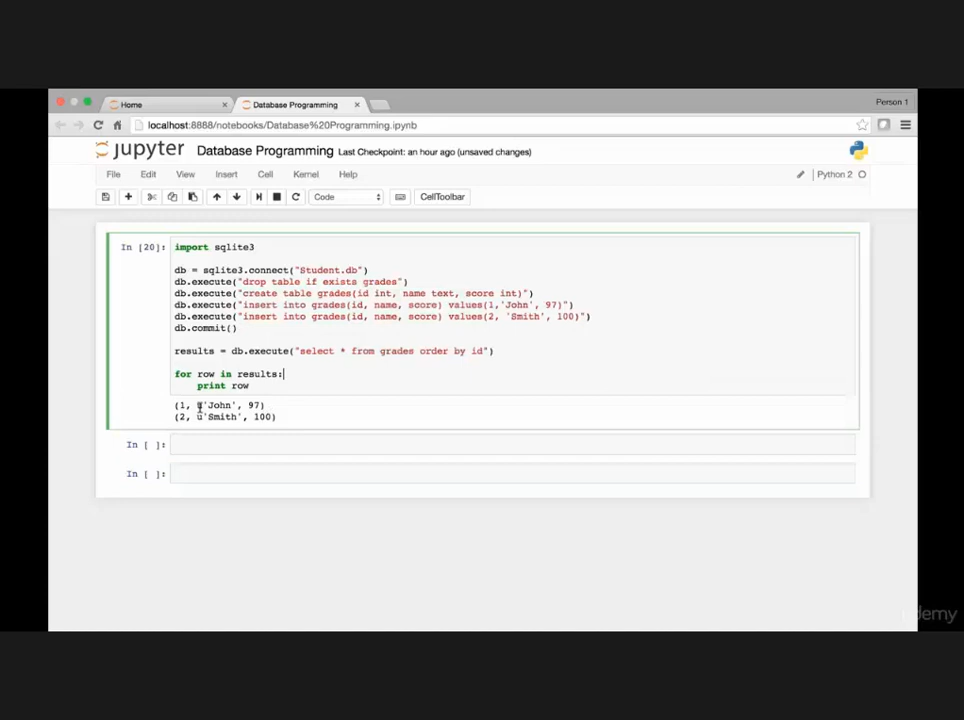 Home
Database Programming
Person 1
localhost:8888/notebooks/Database%20Programming.ipynb
jupyter Database Programming Last Checkpoint: an hour ago (unsaved changes)
File Edit View Insert Cell Kernel Help Python 2
Code CellToolbar
In [20]: import sqlite3
db = sqlite3.connect("Student.db")
db.execute("drop table if exists grades")
db.execute("create table grades(id int, name text, score int)")
db.execute("insert into grades(id, name, score) values(1,'John', 97)")
db.execute("insert into grades(id, name, score) values(2, 'Smith', 100)")
db.commit()
results = db.execute("select * from grades order by id")
for row in results:
print row
(1, u'John', 97)
(2, u'Smith', 100)
In [ ]:
In [ ]:
udemy